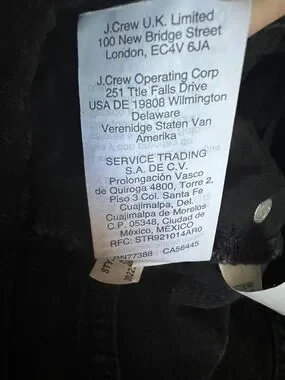 J.Crew U.K. Limited
100 New Bridge Street
London, EC4V 6JA
J.Crew Operating Corp
251 Ttle Falls Drive
USA DE 19808 Wilmington
Delaware
Verenidge Staten Van
Amerika
SERVICE TRADING
S.A. DE C.V.
Prolongación Vasco
de Quiroga 4800, Torre 2,
Piso 3 Col. Santa Fe
Cuajimalpa, Del.
Cuajimalpa de Morelos
C.P. 05348, Ciudad de
México, MÉXICO
RFC: STR921014AR0
RN77388 CA56445